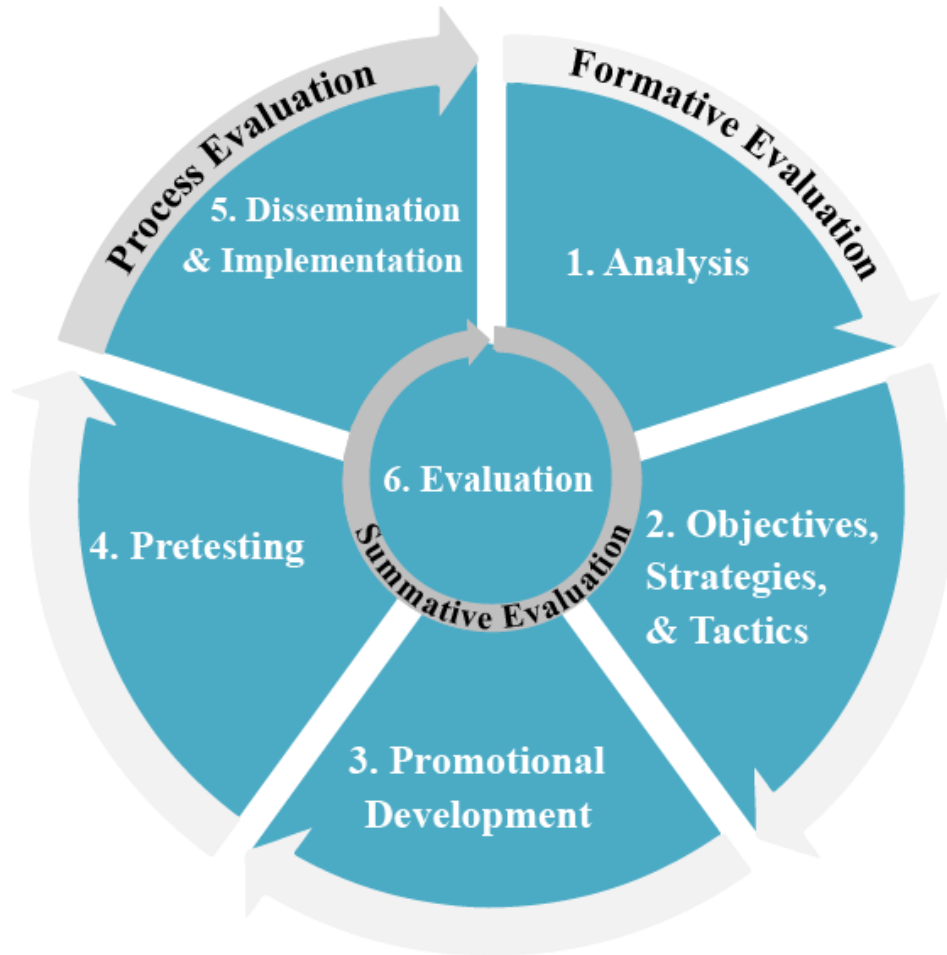 Process Evaluation
Formative Evaluation
5. Dissemination
& Implementation
1. Analysis
6. Evaluation
Summative Evaluation
4. Pretesting
2. Objectives,
Strategies,
& Tactics
3. Promotional
Development